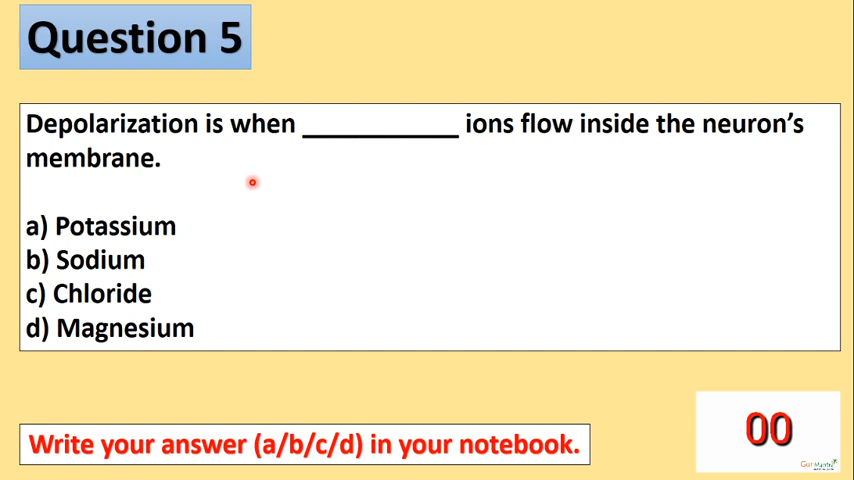 Question 5
Depolarization is when ____________ ions flow inside the neuron's
membrane.
a) Potassium
b) Sodium
c) Chloride
d) Magnesium
Write your answer (a/b/c/d) in your notebook.
00